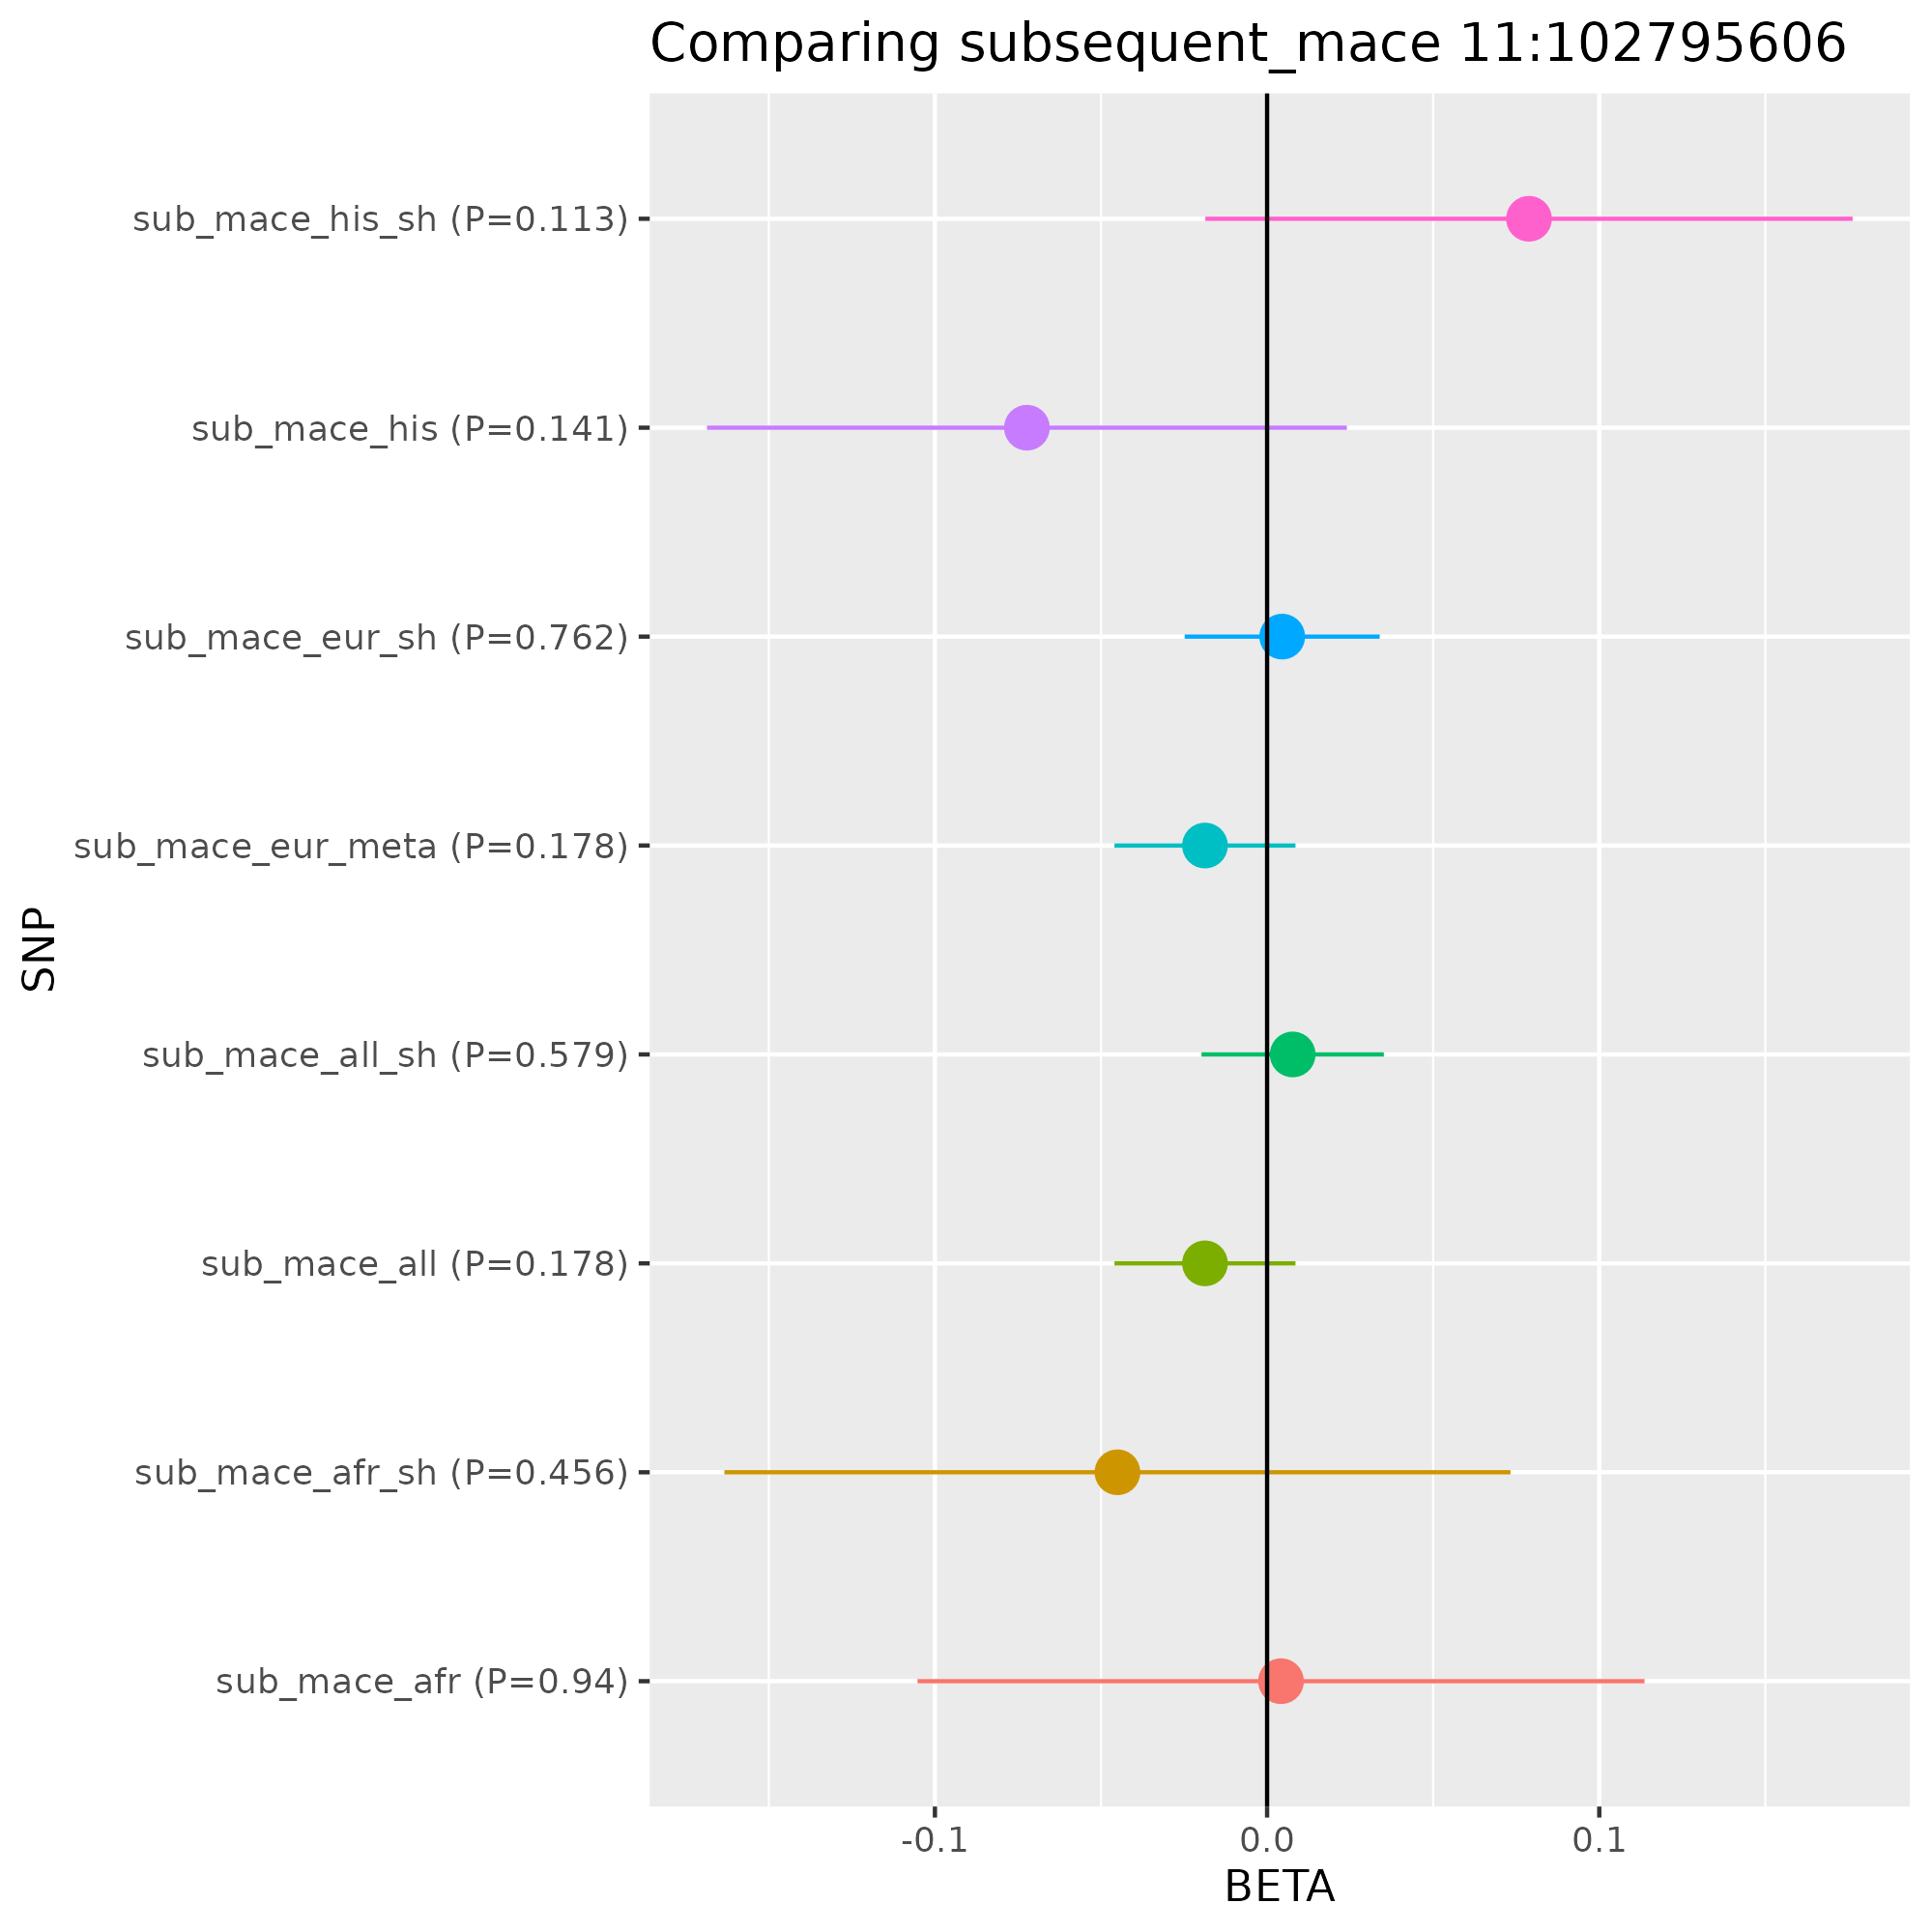 Comparing subsequent_mace 11:102795606
sub_mace_his_sh (P=0.113)
sub_mace_his (P=0.141)
sub_mace_eur_sh (P=0.762)
sub_mace_eur_meta (P=0.178)
SNP
sub_mace_all_sh (P=0.579)
sub_mace_all (P=0.178)
sub_mace_afr_sh (P=0.456)
sub_mace_afr (P=0.94)
-0.1 0.0 0.1
BETA